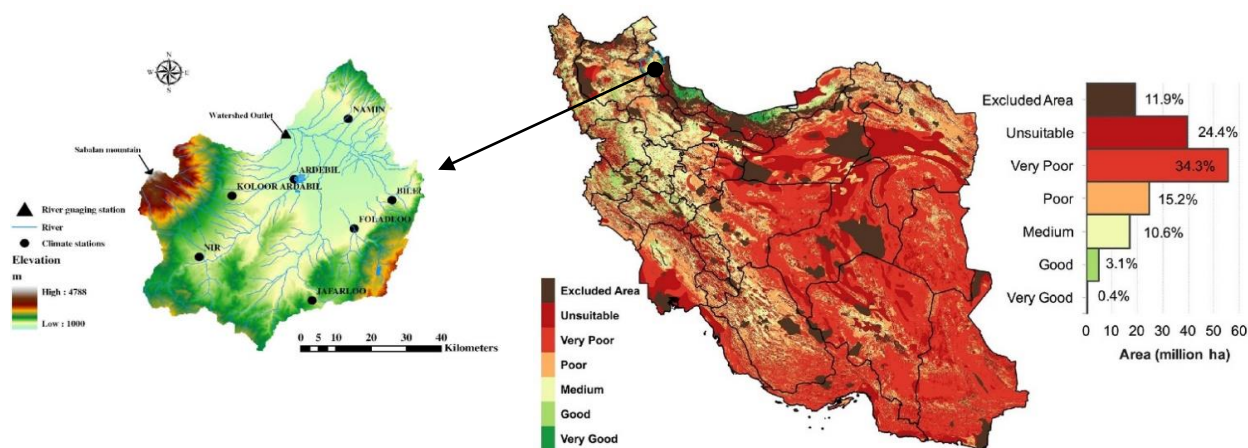 N
W
E
S
NAMIN
Watershed Outlet
Sabalan mountain
ARDEBIL
KOLOOR ARDABIL
FOLADLOO
NIR
JAFARLOO
River guaging station
River
Climate stations
Elevation
m
High : 4788
Low : 1000
0 5 10 20 30 40
Kilometers
Excluded Area
Unsuitable
Very Poor
Poor
Medium
Good
Very Good
Excluded Area
11.9%
Unsuitable
24.4%
Very Poor
34.3%
Poor
15.2%
Medium
10.6%
Good
3.1%
Very Good
0.4%
0 10 20 30 40 50 60
Area (million ha)